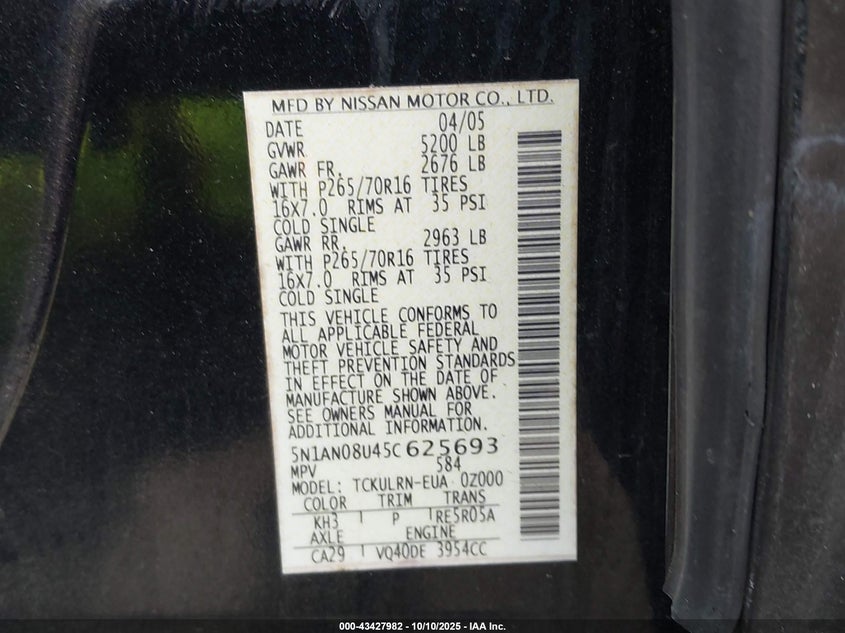 MFD BY NISSAN MOTOR CO., LTD.
DATE 04/05
GVWR 5200 LB
GAWR FR. 2676 LB
WITH P265/70R16 TIRES
16X7.0 RIMS AT 35 PSI
COLD SINGLE
GAWR RR. 2963 LB
WITH P265/70R16 TIRES
16X7.0 RIMS AT 35 PSI
COLD SINGLE
THIS VEHICLE CONFORMS TO
ALL APPLICABLE FEDERAL
MOTOR VEHICLE SAFETY AND
THEFT PREVENTION STANDARDS
IN EFFECT ON THE DATE OF
MANUFACTURE SHOWN ABOVE.
SEE OWNERS MANUAL FOR
ADDITIONAL INFORMATION.
5N1AN08U45C625693
MPV 584
MODEL: TCKULRN-EUA 0Z000
COLOR TRIM TRANS
KH3 P RE5R05A
AXLE ENGINE
CA29 VQ40DE 3954CC
000-43427982 - 10/10/2025 - IAA Inc.